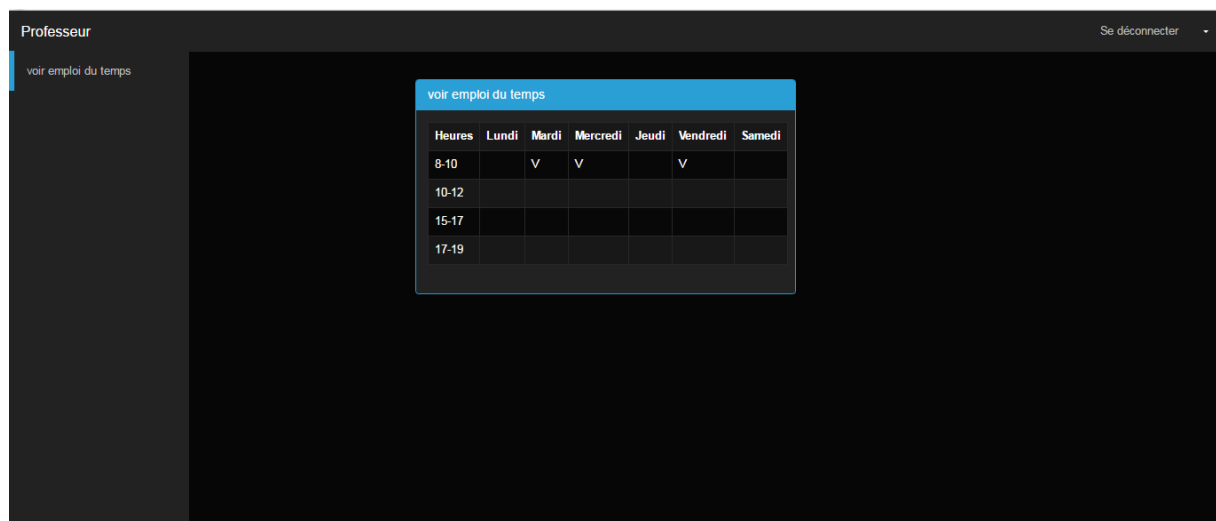 Professeur Se déconnecter
voir emploi du temps
voir emploi du temps
Heures Lundi Mardi Mercredi Jeudi Vendredi Samedi
8-10 V V V
10-12
15-17
17-19